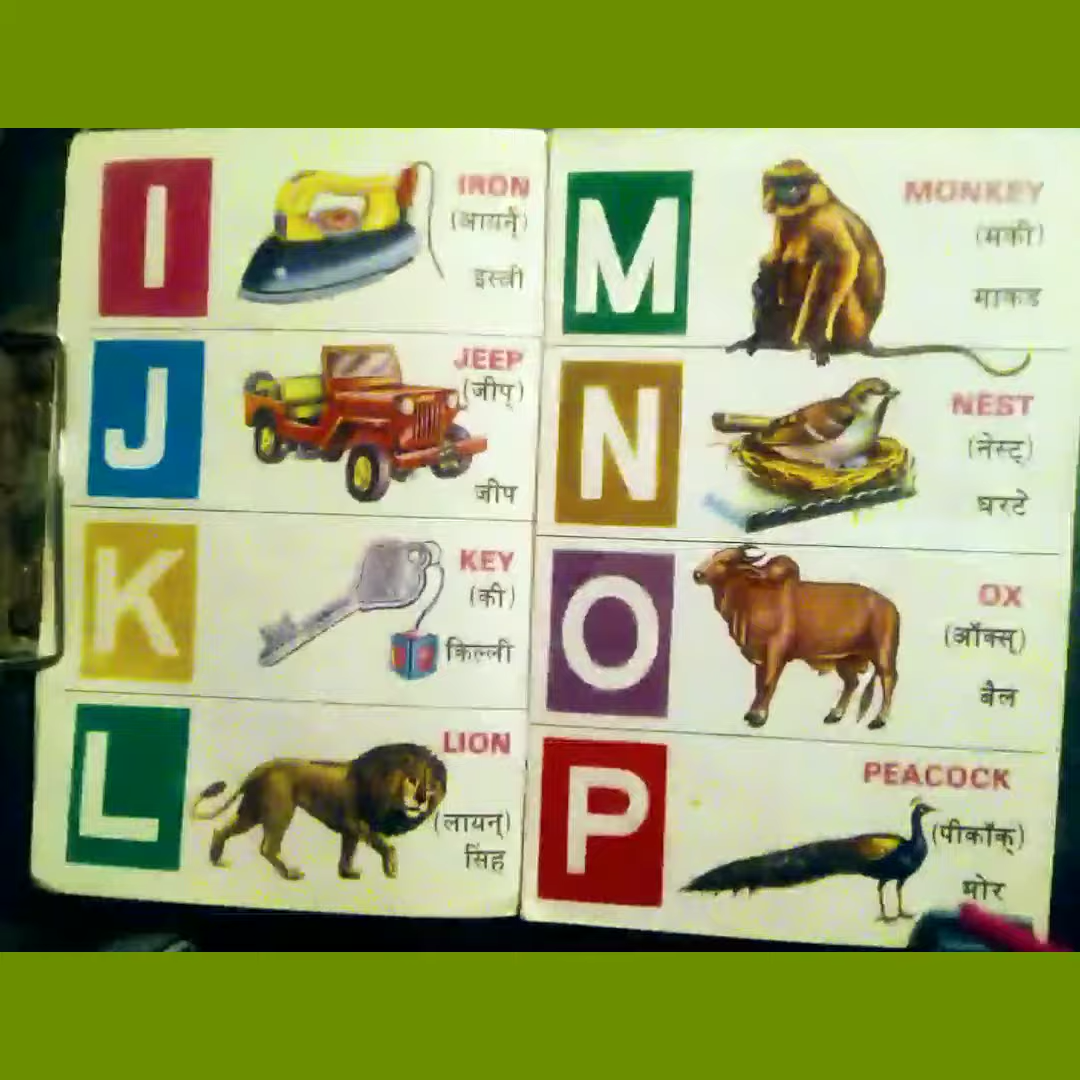 I
IRON
(आयर्न)
इस्त्री
J
JEEP
(जीप्)
जीप
K
KEY
(की)
किल्ली
L
LION
(लायन्)
सिंह
M
MONKEY
(मंकी)
माकड
N
NEST
(नेस्ट्)
घरटे
O
OX
(ऑक्स्)
बैल
P
PEACOCK
(पीकॉक्)
मोर